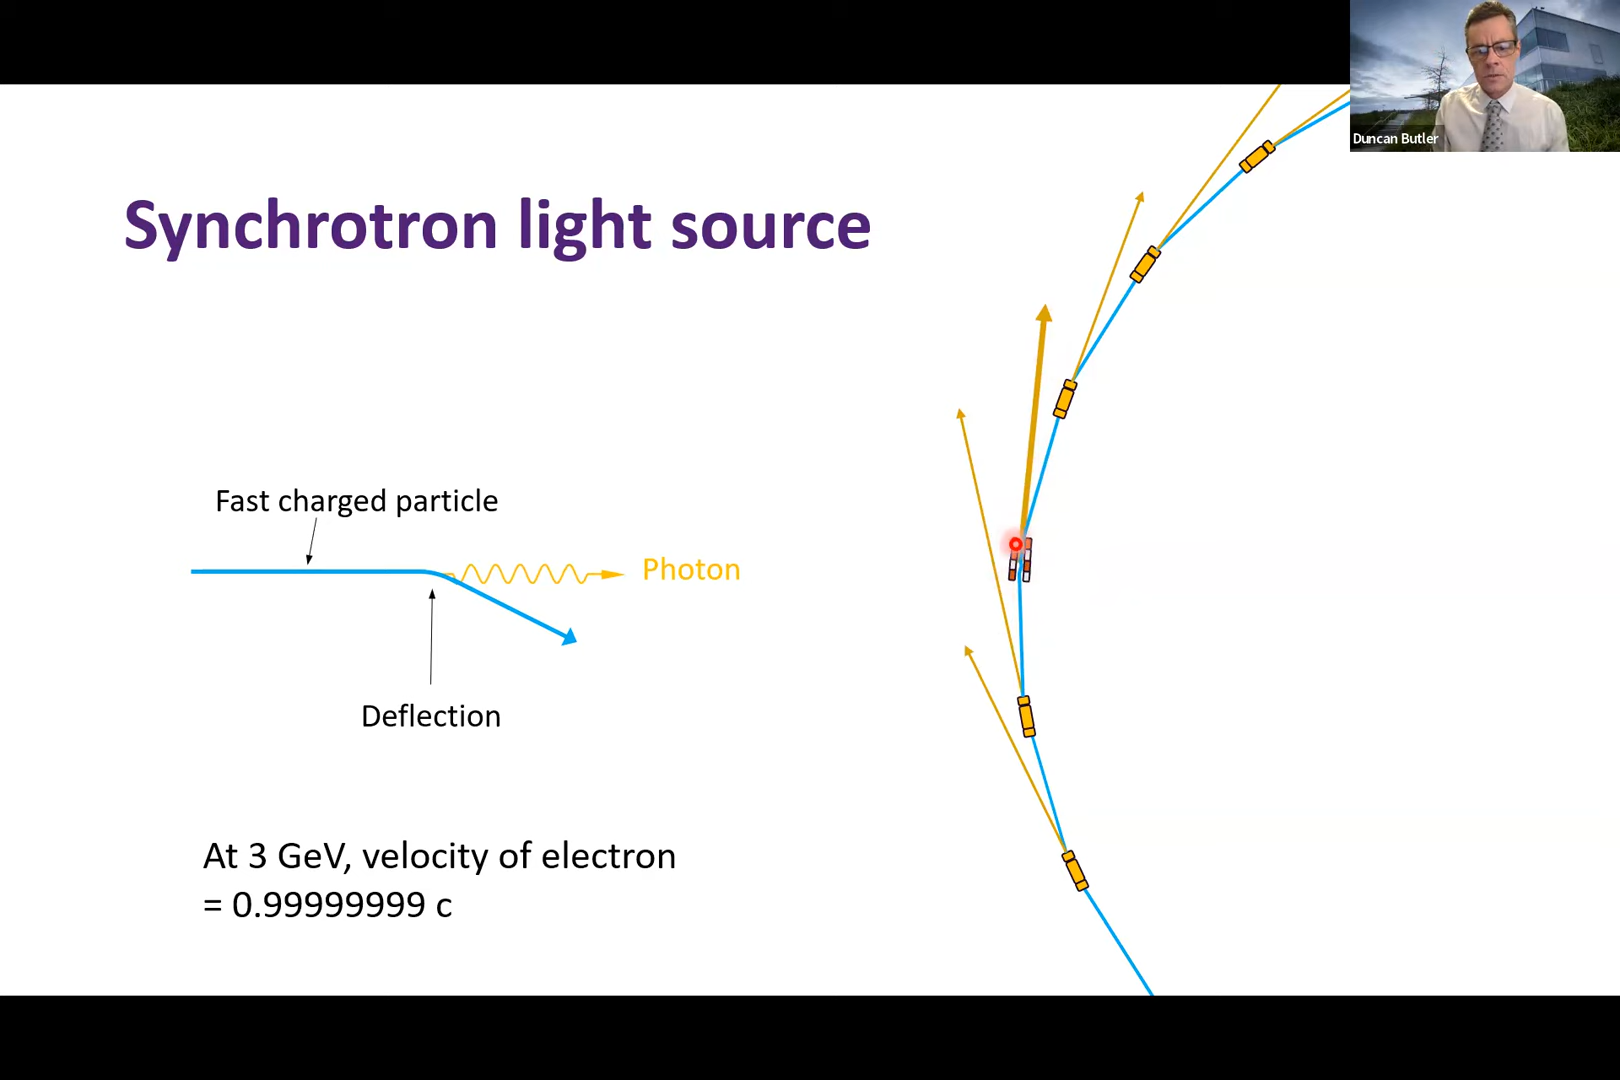 Duncan Butler
Synchrotron light source
Fast charged particle
Photon
Deflection
At 3 GeV, velocity of electron
= 0.99999999 c